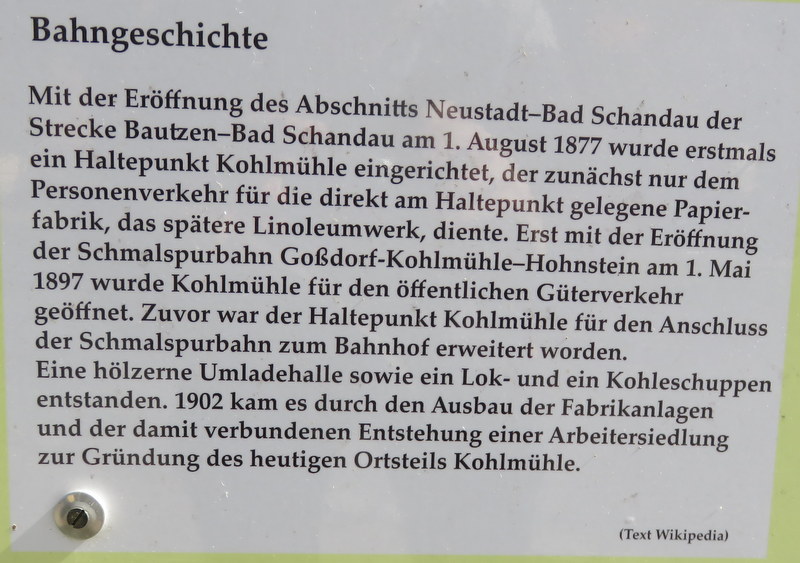 Bahngeschichte
Mit der Eröffnung des Abschnitts Neustadt–Bad Schandau der
Strecke Bautzen–Bad Schandau am 1. August 1877 wurde erstmals
ein Haltepunkt Kohlmühle eingerichtet, der zunächst nur dem
Personenverkehr für die direkt am Haltepunkt gelegene Papier-
fabrik, das spätere Linoleumwerk, diente. Erst mit der Eröffnung
der Schmalspurbahn Goßdorf-Kohlmühle–Hohnstein am 1. Mai
1897 wurde Kohlmühle für den öffentlichen Güterverkehr
geöffnet. Zuvor war der Haltepunkt Kohlmühle für den Anschluss
der Schmalspurbahn zum Bahnhof erweitert worden.
Eine hölzerne Umladehalle sowie ein Lok- und ein Kohleschuppen
entstanden. 1902 kam es durch den Ausbau der Fabrikanlagen
und der damit verbundenen Entstehung einer Arbeitersiedlung
zur Gründung des heutigen Ortsteils Kohlmühle.
(Text Wikipedia)